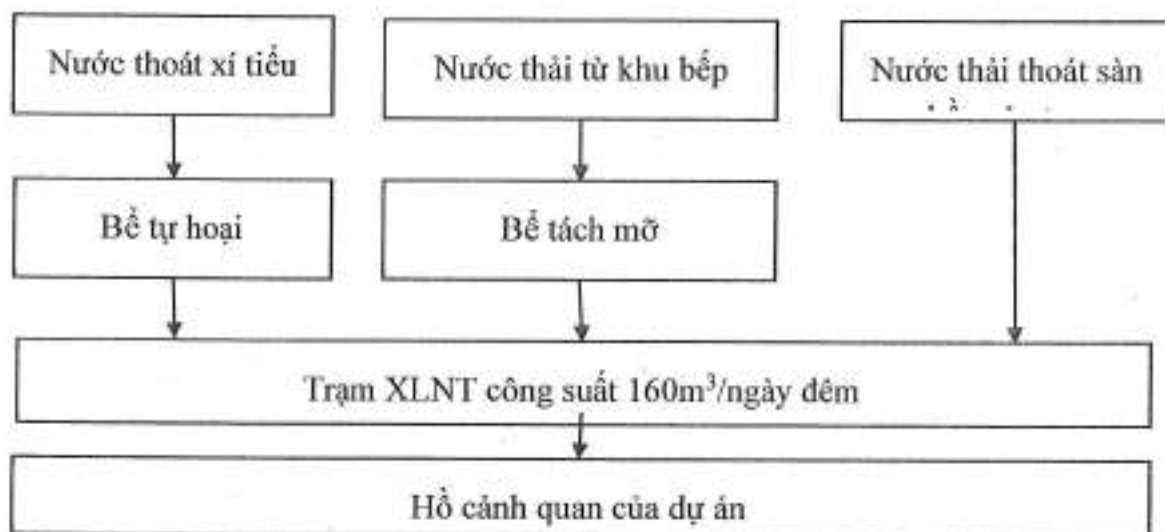 Nước thoát xí tiểu
Nước thải từ khu bếp
Nước thải thoát sàn
Bể tự hoại
Bể tách mỡ
Trạm XLNT công suất 160m³/ngày đêm
Hồ cảnh quan của dự án